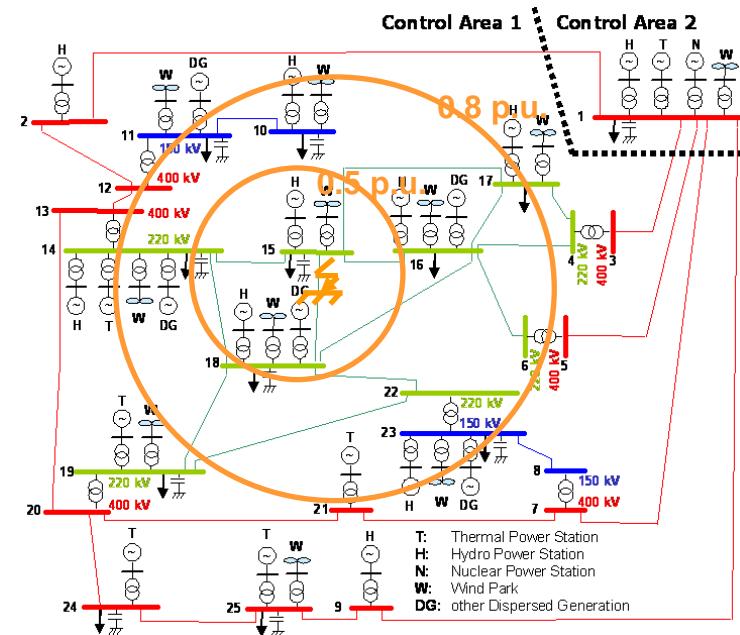 Control Area 1
Control Area 2
H
DG
W
H
W
H
T
N
W
0.8 p.u.
2
11
150 kV
10
1
H
W
17
12
400 kV
0.5 p.u.
13
400 kV
H
W
H
W
DG
14
220 kV
15
16
4
3
220 kV
400 kV
DG
H
W
H
T
W
DG
18
6
5
220 kV
400 kV
22
220 kV
T
W
T
23
150 kV
19
220 kV
8
150 kV
H
W
DG
20
400 kV
21
7
400 kV
T: Thermal Power Station
H: Hydro Power Station
N: Nuclear Power Station
W: Wind Park
DG: other Dispersed Generation
T
T
W
H
24
25
9